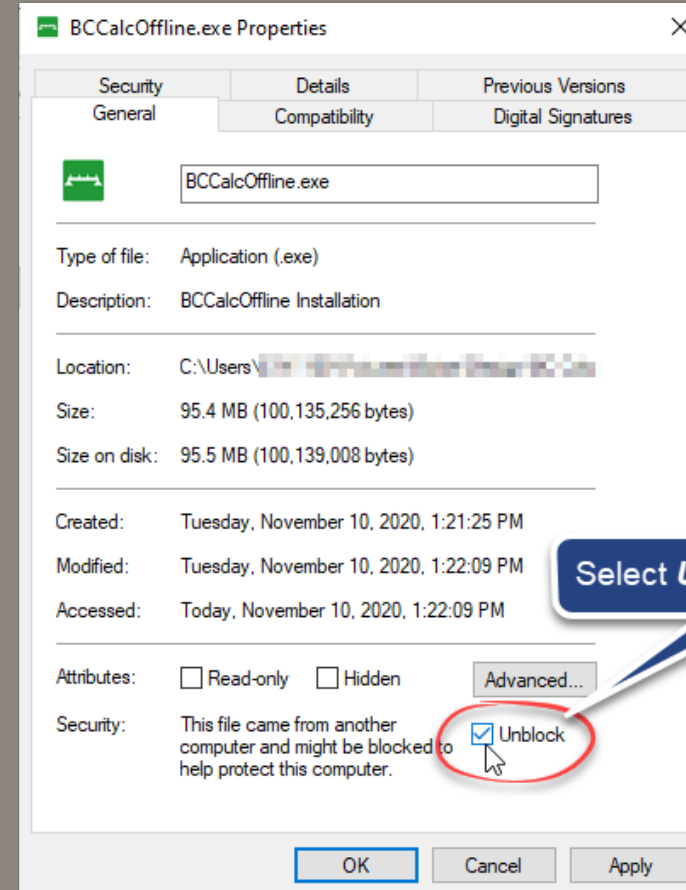 BCCalcOffline.exe Properties
Security Details Previous Versions
General Compatibility Digital Signatures
BCCalcOffline.exe
Type of file: Application (.exe)
Description: BCCalcOffline Installation
Location: C:\Users\
Size: 95.4 MB (100,135,256 bytes)
Size on disk: 95.5 MB (100,139,008 bytes)
Created: Tuesday, November 10, 2020, 1:21:25 PM
Modified: Tuesday, November 10, 2020, 1:22:09 PM
Select
Accessed: Today, November 10, 2020, 1:22:09 PM
Attributes: Read-only Hidden Advanced...
Security: This file came from another
computer and might be blocked to
help protect this computer.
Unblock
OK Cancel Apply